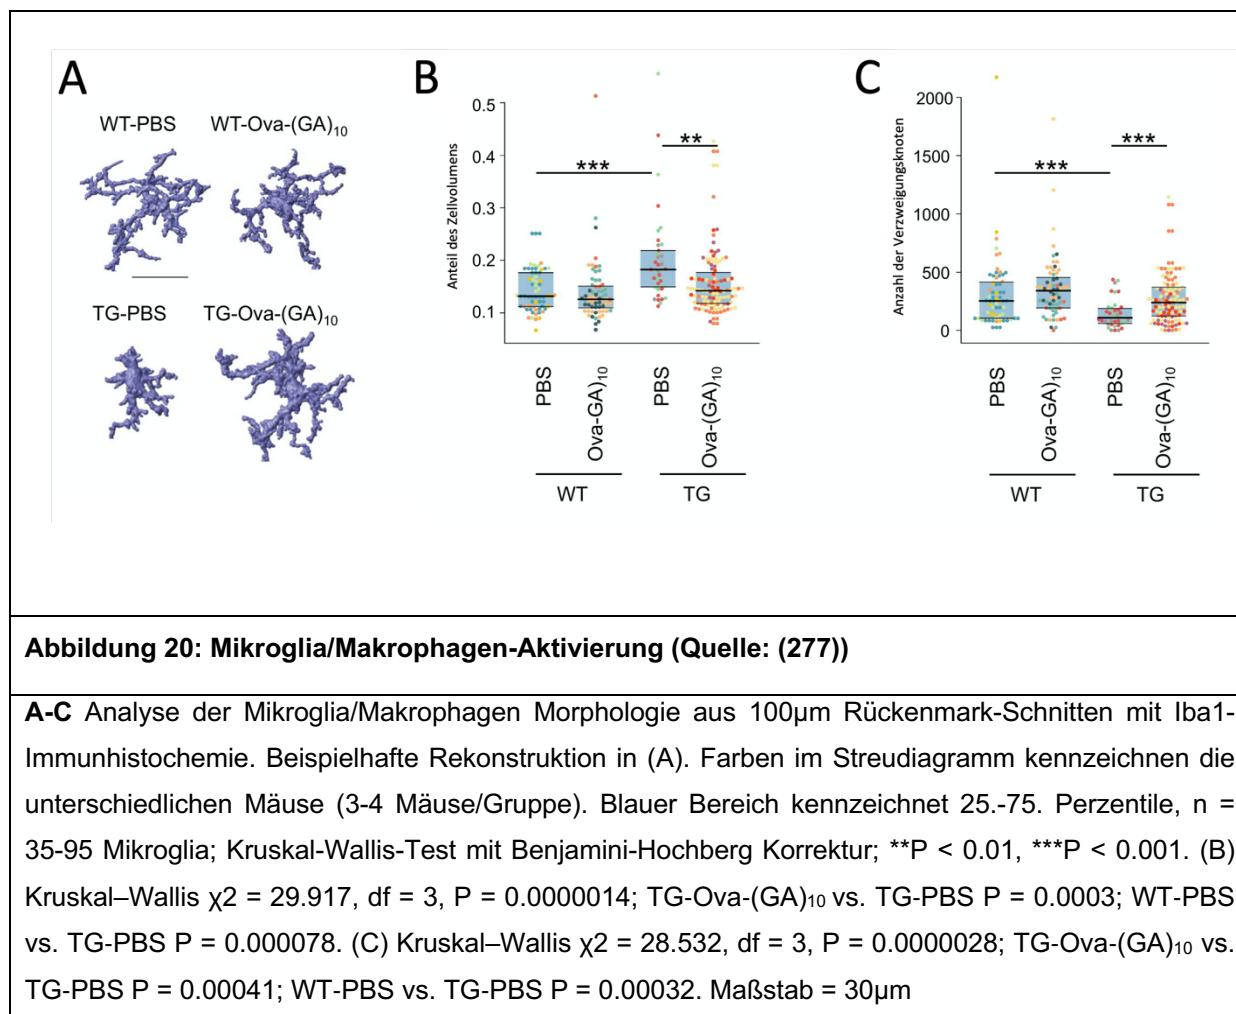 A
B
C
WT-PBS
WT-Ova-(GA)10
TG-PBS
TG-Ova-(GA)10
Anteil des Zellvolumens
0.5
0.4
0.3
0.2
0.1
***
**
PBS
Ova-GA)10
PBS
Ova-(GA)10
WT
TG
Anzahl der Verzweigungsknoten
2000
1500
1000
500
0
***
***
PBS
Ova-GA)10
PBS
Ova-(GA)10
WT
TG
Abbildung 20: Mikroglia/Makrophagen-Aktivierung (Quelle: (277))
A-C Analyse der Mikroglia/Makrophagen Morphologie aus 100µm Rückenmark-Schnitten mit Iba1-
Immunhistochemie. Beispielhafte Rekonstruktion in (A). Farben im Streudiagramm kennzeichnen die
unterschiedlichen Mäuse (3-4 Mäuse/Gruppe). Blauer Bereich kennzeichnet 25.-75. Perzentile, n =
35-95 Mikroglia; Kruskal-Wallis-Test mit Benjamini-Hochberg Korrektur; **P < 0.01, ***P < 0.001. (B)
Kruskal–Wallis χ2 = 29.917, df = 3, P = 0.0000014; TG-Ova-(GA)10 vs. TG-PBS P = 0.0003; WT-PBS
vs. TG-PBS P = 0.000078. (C) Kruskal–Wallis χ2 = 28.532, df = 3, P = 0.0000028; TG-Ova-(GA)10 vs.
TG-PBS P = 0.00041; WT-PBS vs. TG-PBS P = 0.00032. Maßstab = 30µm